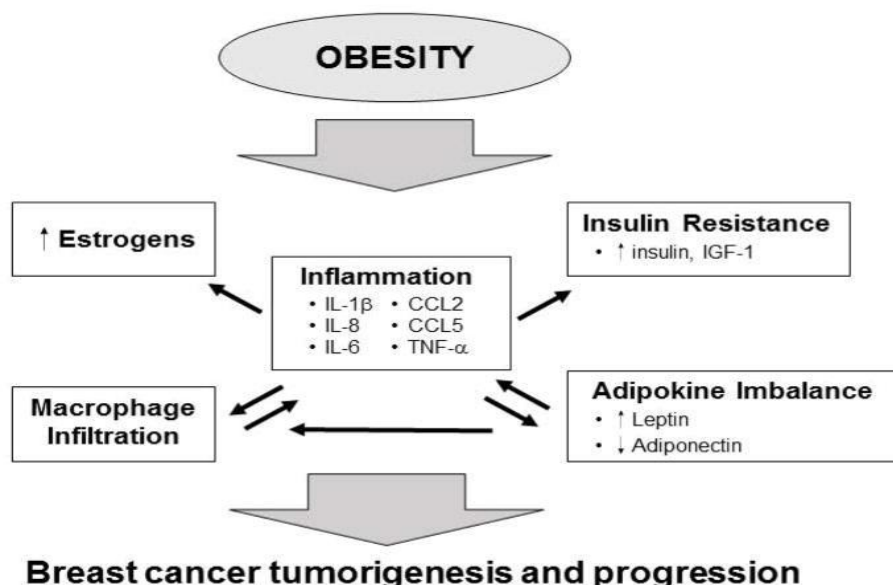 OBESITY
↑ Estrogens
Insulin Resistance
• ↑ insulin, IGF-1
Inflammation
• IL-1β • CCL2
• IL-8 • CCL5
• IL-6 • TNF-α
Macrophage
Infiltration
Adipokine Imbalance
• ↑ Leptin
• ↓ Adiponectin
Breast cancer tumorigenesis and progression